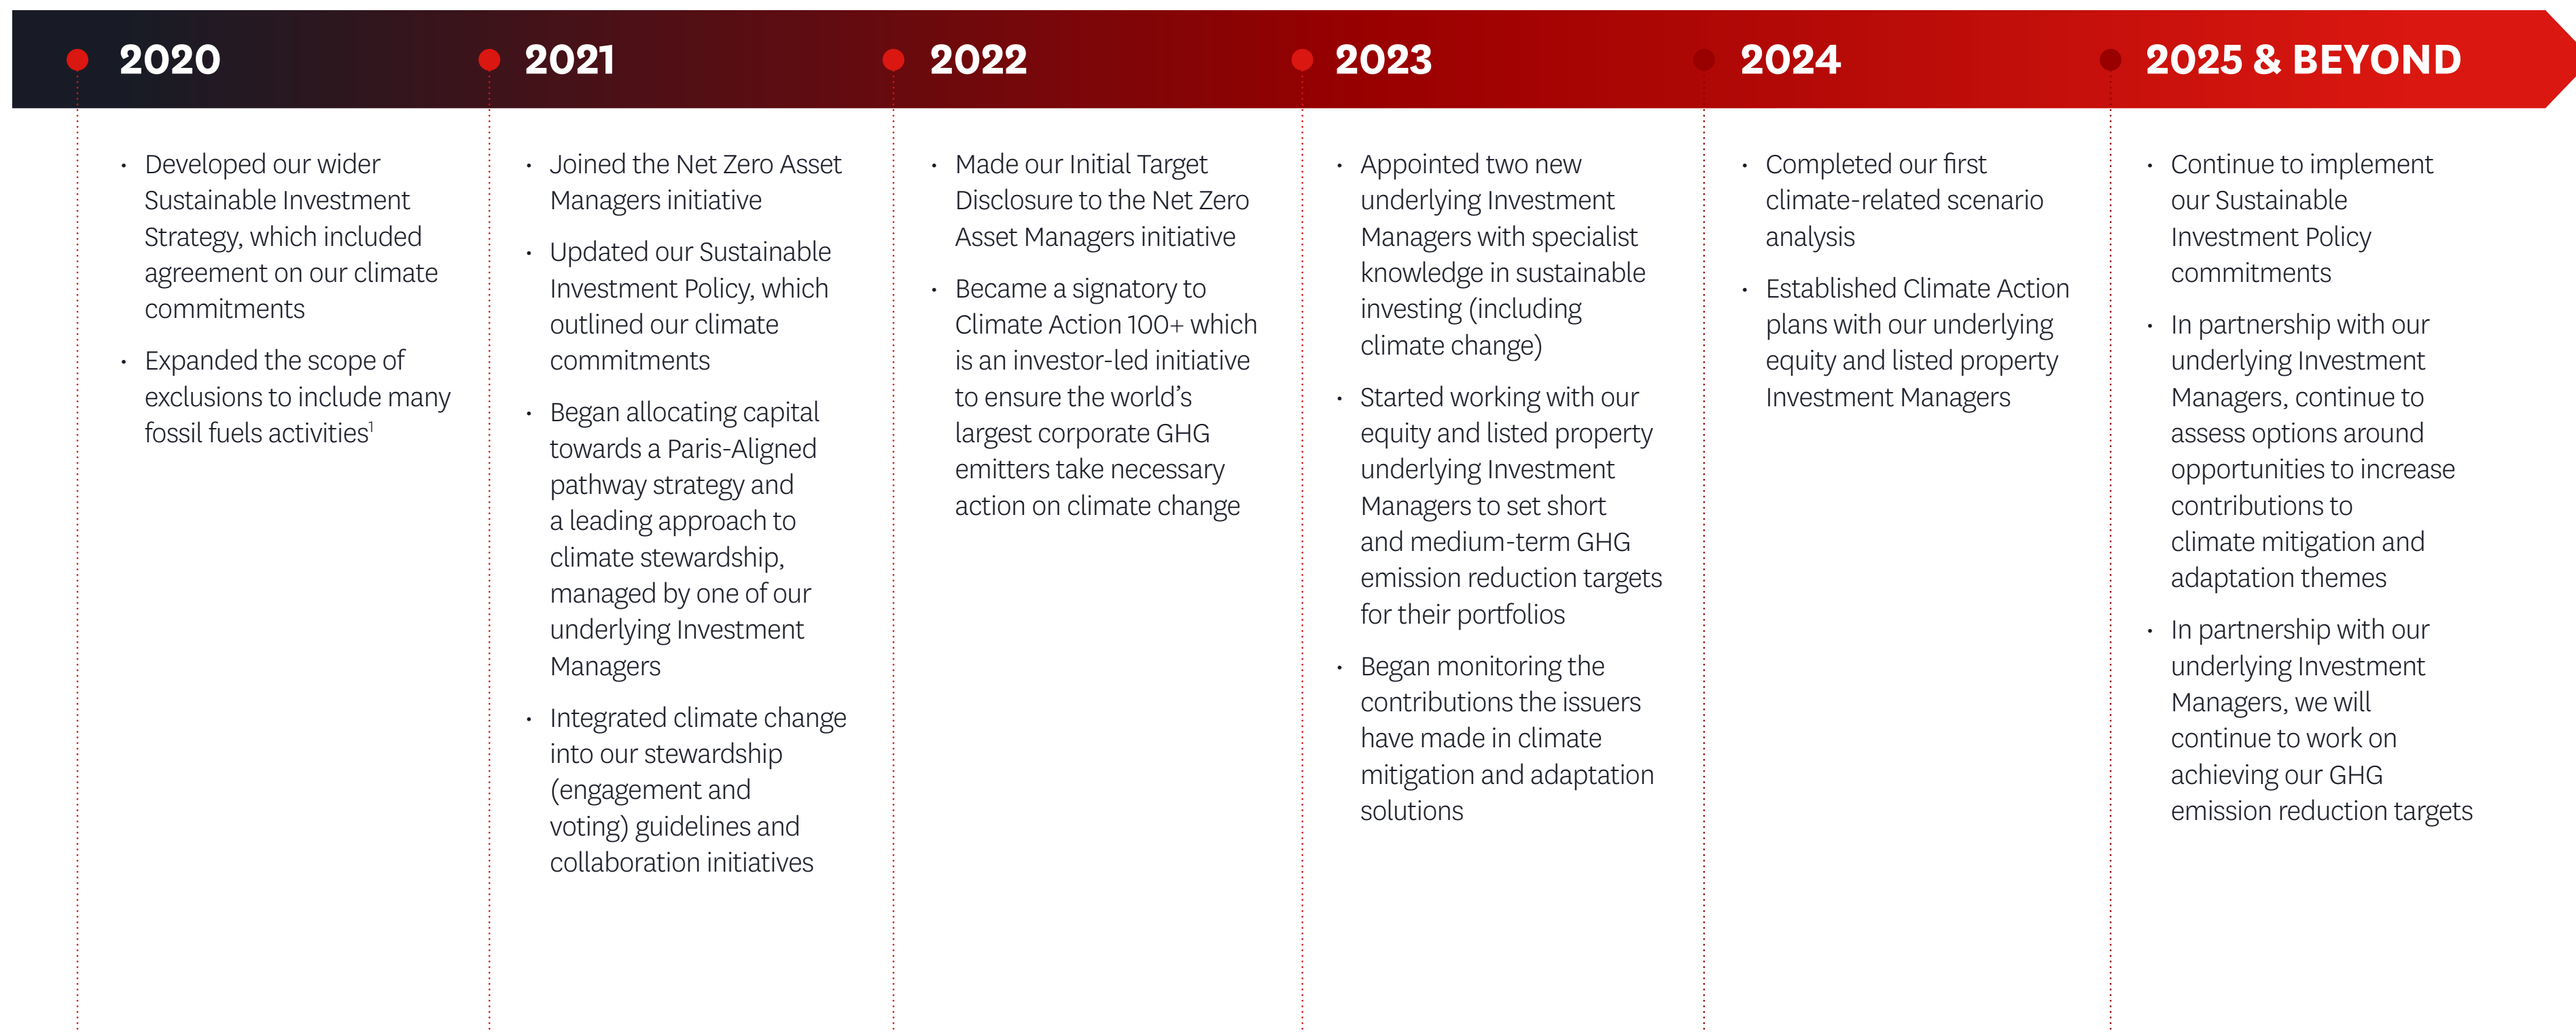 2020
• Developed our wider
Sustainable Investment
Strategy, which included
agreement on our climate
commitments
• Expanded the scope of
exclusions to include many
fossil fuels activities¹
2021
• Joined the Net Zero Asset
Managers initiative
• Updated our Sustainable
Investment Policy, which
outlined our climate
commitments
• Began allocating capital
towards a Paris-Aligned
pathway strategy and
a leading approach to
climate stewardship,
managed by one of our
underlying Investment
Managers
• Integrated climate change
into our stewardship
(engagement and
voting) guidelines and
collaboration initiatives
2022
• Made our Initial Target
Disclosure to the Net Zero
Asset Managers initiative
• Became a signatory to
Climate Action 100+ which
is an investor-led initiative
to ensure the world’s
largest corporate GHG
emitters take necessary
action on climate change
2023
• Appointed two new
underlying Investment
Managers with specialist
knowledge in sustainable
investing (including
climate change)
• Started working with our
equity and listed property
underlying Investment
Managers to set short
and medium-term GHG
emission reduction targets
for their portfolios
• Began monitoring the
contributions the issuers
have made in climate
mitigation and adaptation
solutions
2024
• Completed our first
climate-related scenario
analysis
• Established Climate Action
plans with our underlying
equity and listed property
Investment Managers
2025 & BEYOND
• Continue to implement
our Sustainable
Investment Policy
commitments
• In partnership with our
underlying Investment
Managers, continue to
assess options around
opportunities to increase
contributions to
climate mitigation and
adaptation themes
• In partnership with our
underlying Investment
Managers, we will
continue to work on
achieving our GHG
emission reduction targets